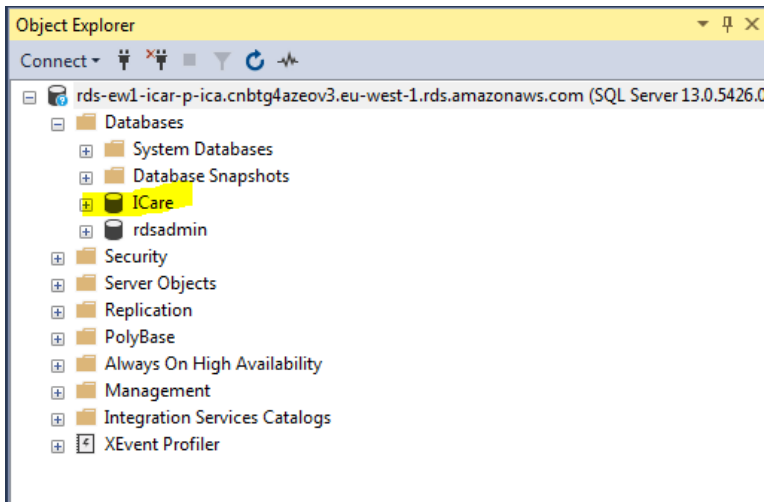 Object Explorer
Connect
rds-ew1-icar-p-ica.cnbtg4azeov3.eu-west-1.rds.amazonaws.com (SQL Server 13.0.5426.0
Databases
System Databases
Database Snapshots
ICare
rdsadmin
Security
Server Objects
Replication
PolyBase
Always On High Availability
Management
Integration Services Catalogs
XEvent Profiler